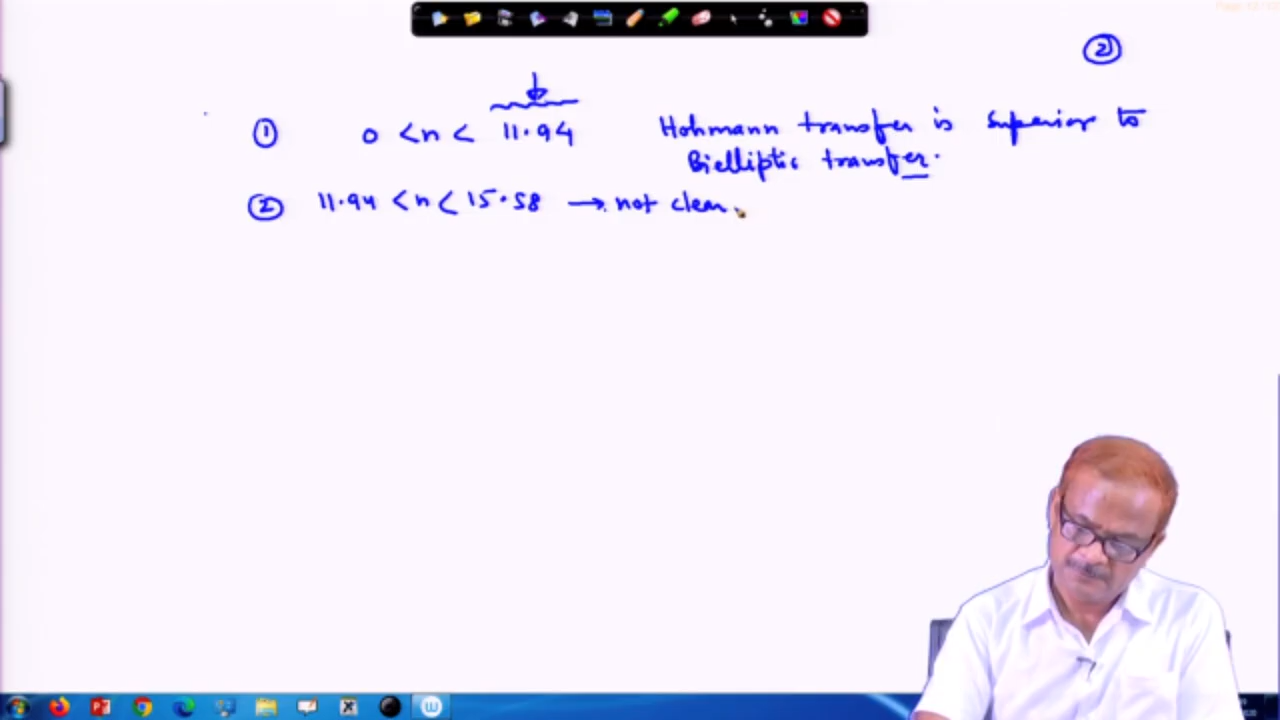 ②
① 0 < n < 11.94 Hohmann transfer is superior to
Bielliptic transfer.
② 11.94 < n < 15.58 → not clear